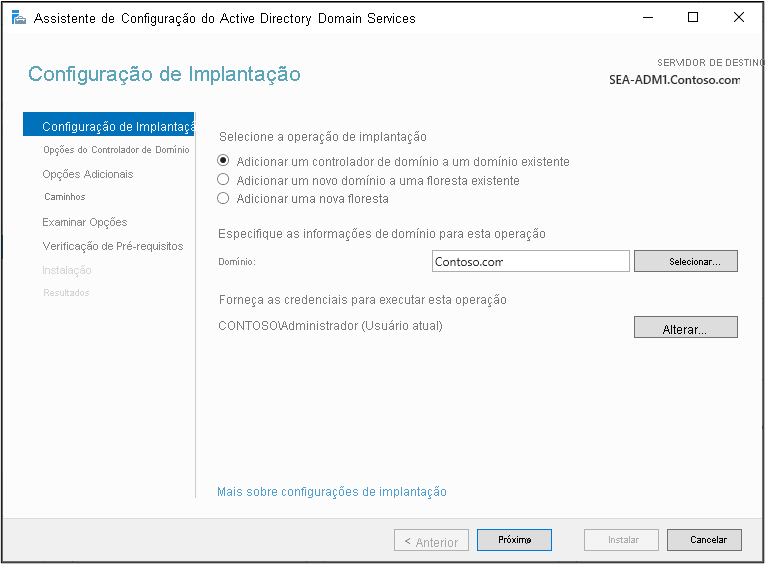 Assistente de Configuração do Active Directory Domain Services
Configuração de Implantação
SERVIDOR DE DESTINO
SEA-ADM1.Contoso.com
Configuração de Implantaçã
Opções do Controlador de Domínio
Opções Adicionais
Caminhos
Examinar Opções
Verificação de Pré-requisitos
Instalação
Resultados
Selecione a operação de implantação
Adicionar um controlador de domínio a um domínio existente
Adicionar um novo domínio a uma floresta existente
Adicionar uma nova floresta
Especifique as informações de domínio para esta operação
Domínio: Contoso.com Selecionar...
Forneça as credenciais para executar esta operação
CONTOSO\Administrador (Usuário atual) Alterar...
Mais sobre configurações de implantação
< Anterior Próximo Instalar Cancelar